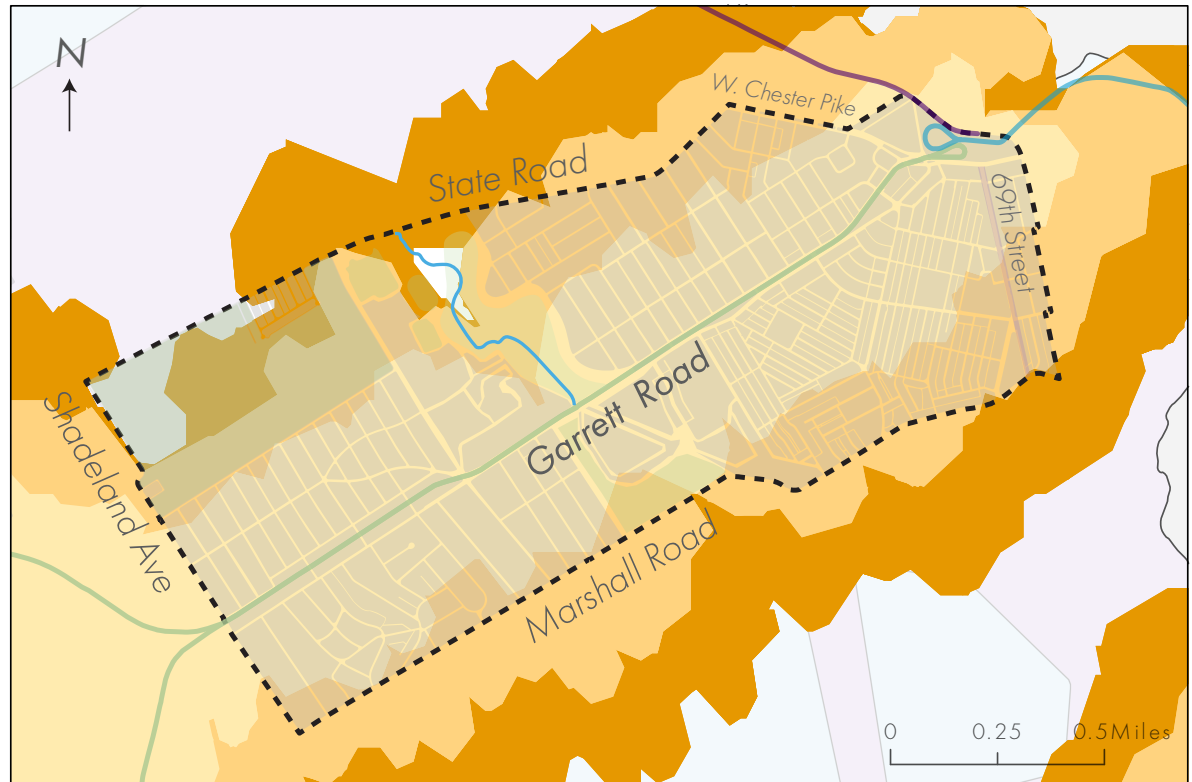 N
W. Chester Pike
State Road
69th Street
Garrett Road
Shadeland Ave
Marshall Road
0 0.25 0.5Miles